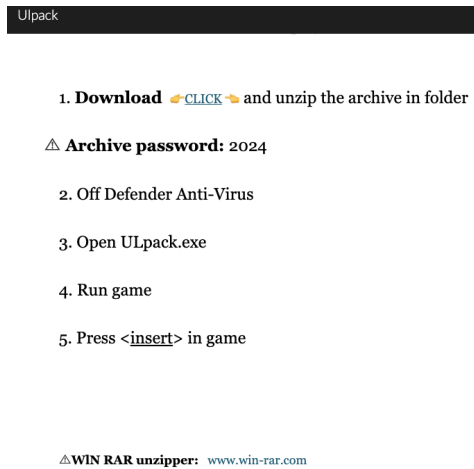 Ulpack
1. Download 👉CLICK👈 and unzip the archive in folder
⚠ Archive password: 2024
2. Off Defender Anti-Virus
3. Open ULpack.exe
4. Run game
5. Press <insert> in game
⚠WlN RAR unzipper: www.win-rar.com